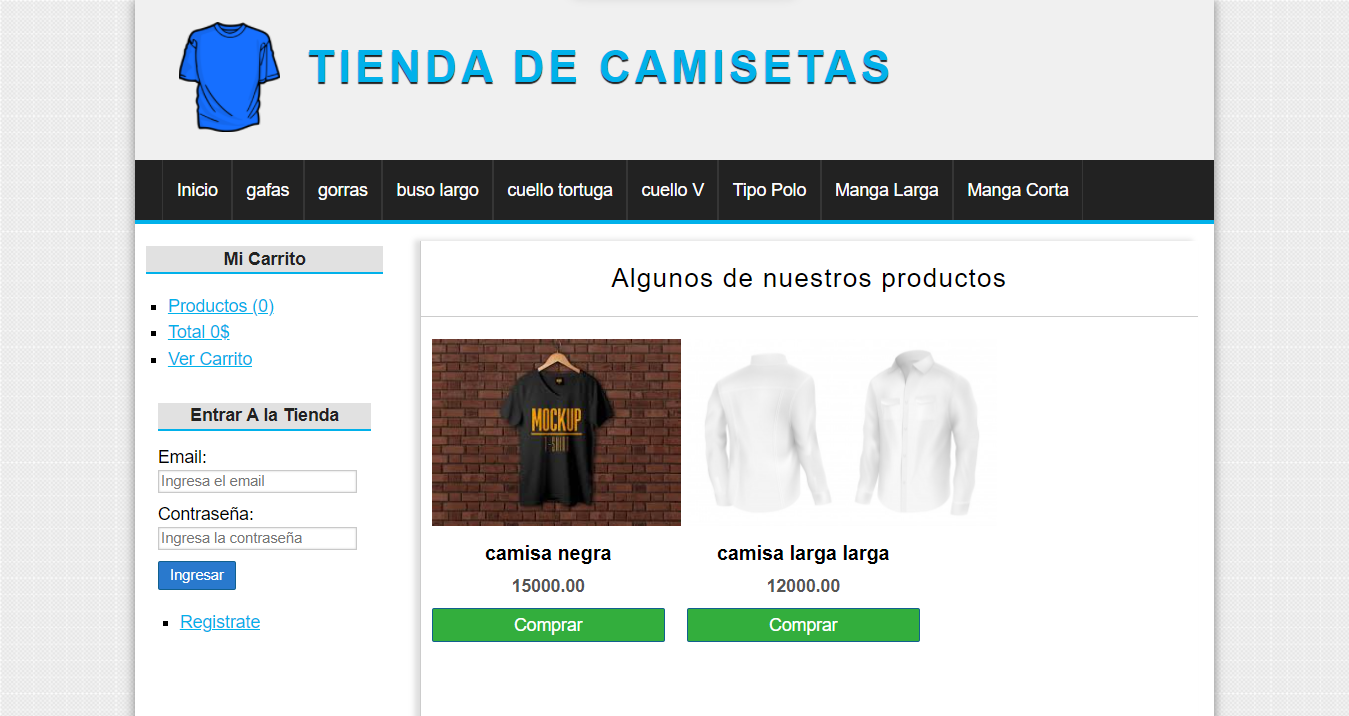 TIENDA DE CAMISETAS
Inicio gafas gorras buso largo cuello tortuga cuello V Tipo Polo Manga Larga Manga Corta
Mi Carrito
Productos (0)
Total 0$
Ver Carrito
Entrar A la Tienda
Email:
Ingresa el email
Contraseña:
Ingresa la contraseña
Ingresar
Registrate
Algunos de nuestros productos
MOCKUP
T-SHIRT
camisa negra
15000.00
Comprar
camisa larga larga
12000.00
Comprar